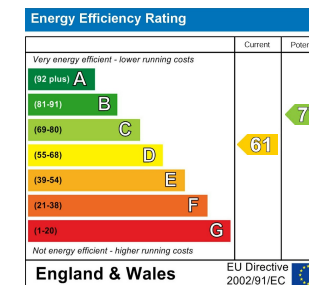 Energy Efficiency Rating
Current
Very energy efficient - lower running costs
(92 plus) A
(81-91) B
(69-80) C
(55-68) D
61
(39-54) E
(21-38) F
(1-20) G
Not energy efficient - higher running costs
England & Wales
EU Directive
2002/91/EC